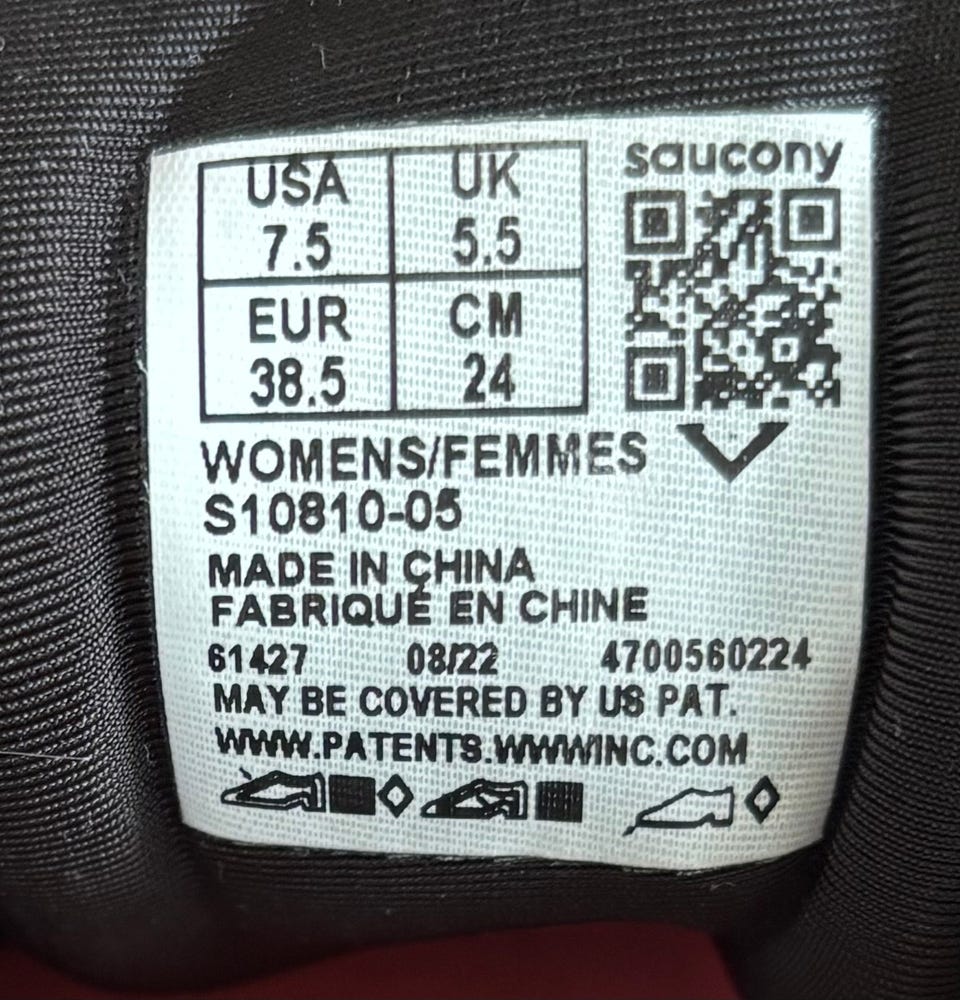 saucony
USA UK
7.5 5.5
EUR CM
38.5 24
WOMENS/FEMMES
S10810-05
MADE IN CHINA
FABRIQUÉ EN CHINE
61427 08/22 4700560224
MAY BE COVERED BY US PAT.
WWW.PATENTS.WWWINC.COM